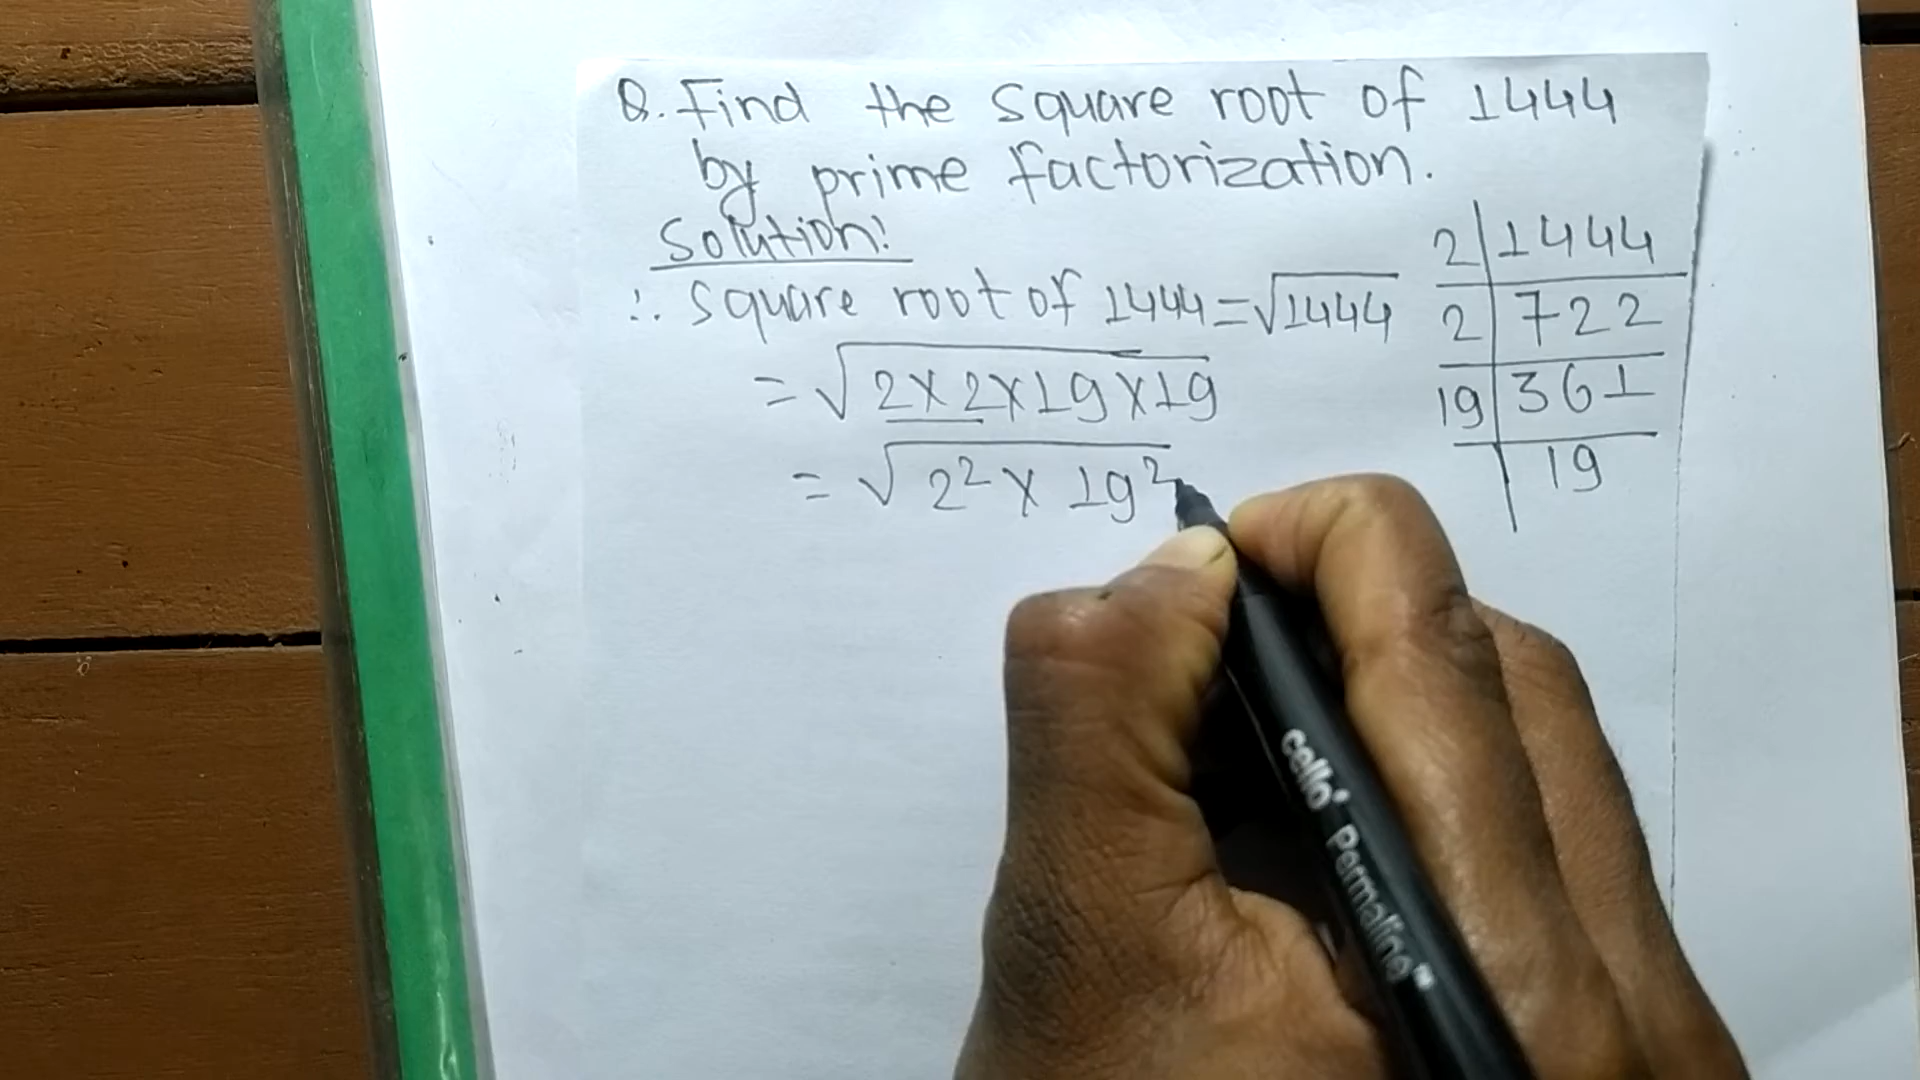 Q. Find the square root of 1444
by prime factorization.
Solution:
∴ square root of 1444 = √1444
= √2×2×19×19
= √2² × 19²
2 | 1444
2 | 722
19 | 361
| 19
cello Permaline™